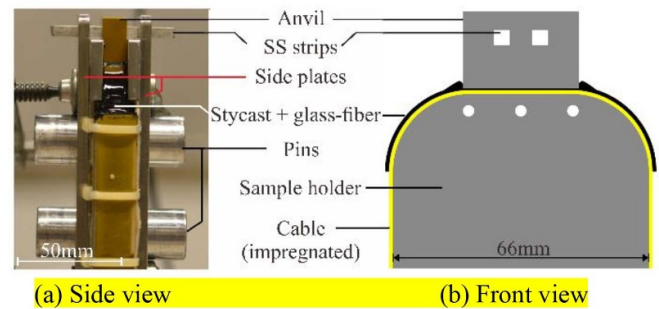 Anvil
SS strips
Side plates
Stycast + glass-fiber
Pins
Sample holder
Cable
(impregnated)
50mm
66mm
(a) Side view
(b) Front view